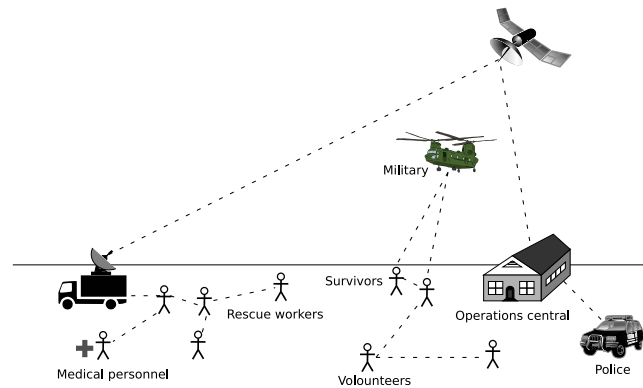 Military
Survivors
Rescue workers
Operations central
Medical personnel
Volounteers
Police